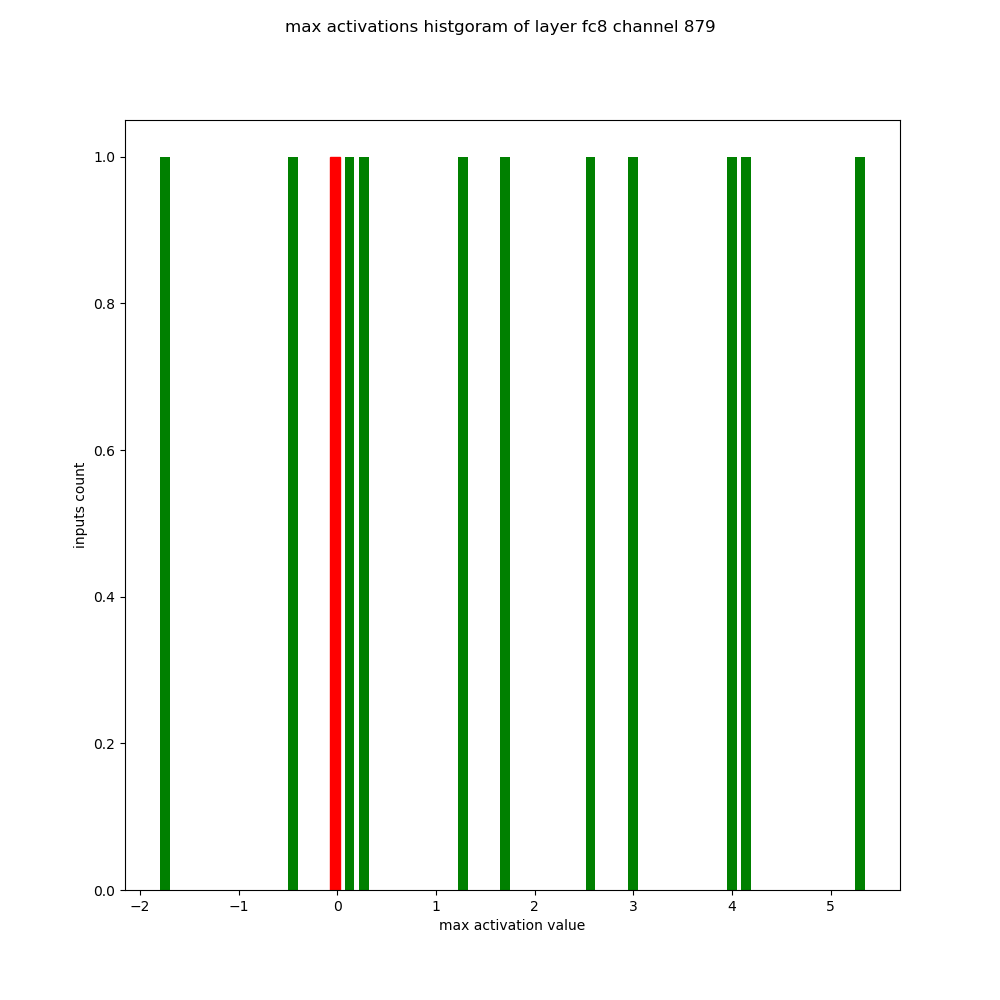 max activations histgoram of layer fc8 channel 879
inputs count
1.0
0.8
0.6
0.4
0.2
0.0
−2 −1 0 1 2 3 4 5
max activation value